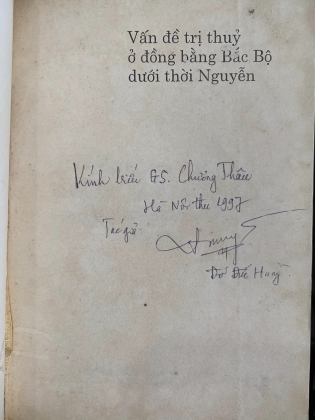 Vấn đề trị thuỷ
ở đồng bằng Bắc Bộ
dưới thời Nguyễn
Kính biếu GS. Chương Thâu
Hà Nội thu 1997
Tác giả
Đỗ Đức Hùng